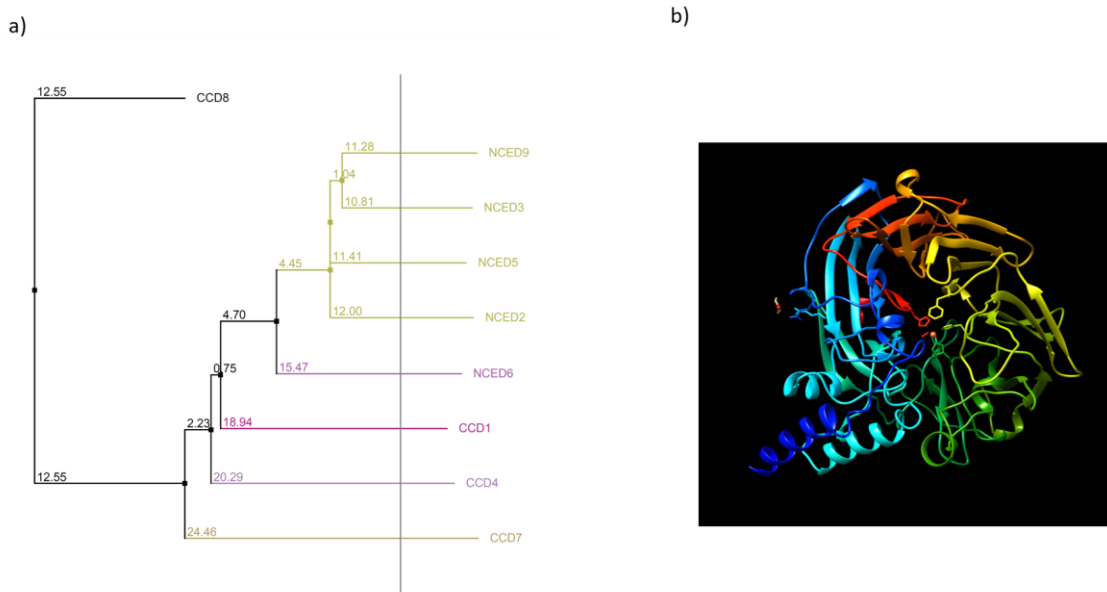 a)
b)
12.55
CCD8
11.28
NCED9
1.04
10.81
NCED3
11.41
NCED5
4.45
12.00
NCED2
4.70
15.47
NCED6
0.75
18.94
CCD1
2.23
20.29
CCD4
12.55
24.46
CCD7